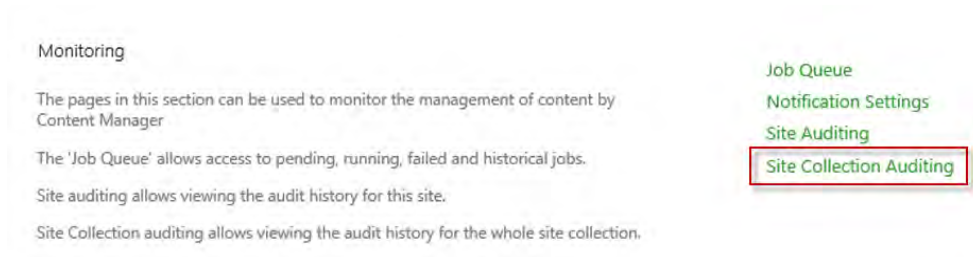 Monitoring
The pages in this section can be used to monitor the management of content by
Content Manager
The 'Job Queue' allows access to pending, running, failed and historical jobs.
Site auditing allows viewing the audit history for this site.
Site Collection auditing allows viewing the audit history for the whole site collection.
Job Queue
Notification Settings
Site Auditing
Site Collection Auditing